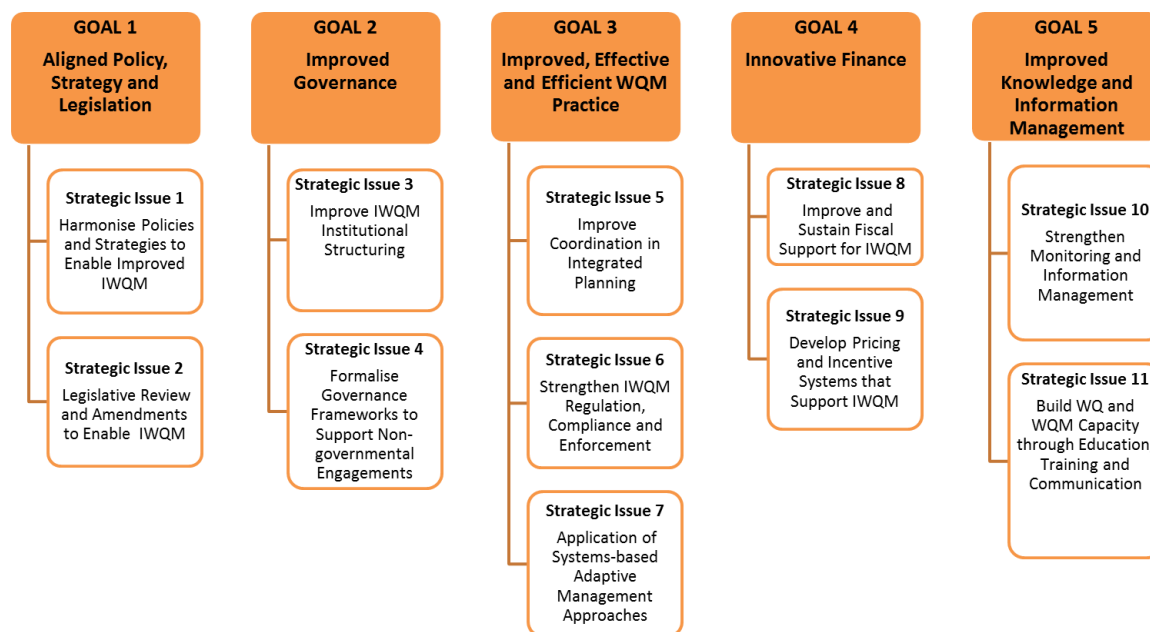 GOAL 1
Aligned Policy,
Strategy and
Legislation
Strategic Issue 1
Harmonise Policies
and Strategies to
Enable Improved
IWQM
Strategic Issue 2
Legislative Review
and Amendments
to Enable IWQM
GOAL 2
Improved
Governance
Strategic Issue 3
Improve IWQM
Institutional
Structuring
Strategic Issue 4
Formalise
Governance
Frameworks to
Support Non-
governmental
Engagements
GOAL 3
Improved, Effective
and Efficient WQM
Practice
Strategic Issue 5
Improve
Coordination in
Integrated
Planning
Strategic Issue 6
Strengthen IWQM
Regulation,
Compliance and
Enforcement
Strategic Issue 7
Application of
Systems-based
Adaptive
Management
Approaches
GOAL 4
Innovative Finance
Strategic Issue 8
Improve and
Sustain Fiscal
Support for IWQM
Strategic Issue 9
Develop Pricing
and Incentive
Systems that
Support IWQM
GOAL 5
Improved
Knowledge and
Information
Management
Strategic Issue 10
Strengthen
Monitoring and
Information
Management
Strategic Issue 11
Build WQ and
WQM Capacity
through Education
Training and
Communication